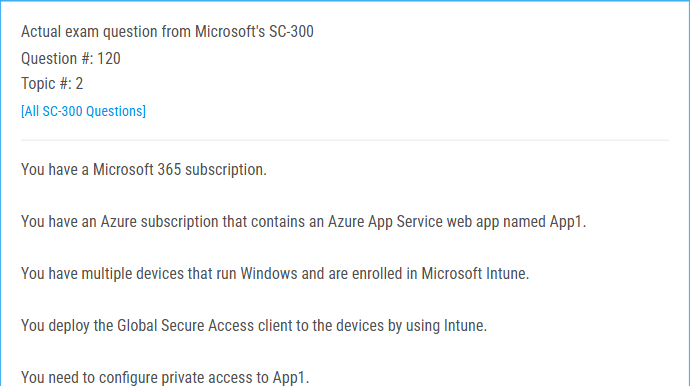 Actual exam question from Microsoft's SC-300
Question #: 120
Topic #: 2
[All SC-300 Questions]
You have a Microsoft 365 subscription.
You have an Azure subscription that contains an Azure App Service web app named App1.
You have multiple devices that run Windows and are enrolled in Microsoft Intune.
You deploy the Global Secure Access client to the devices by using Intune.
You need to configure private access to App1.